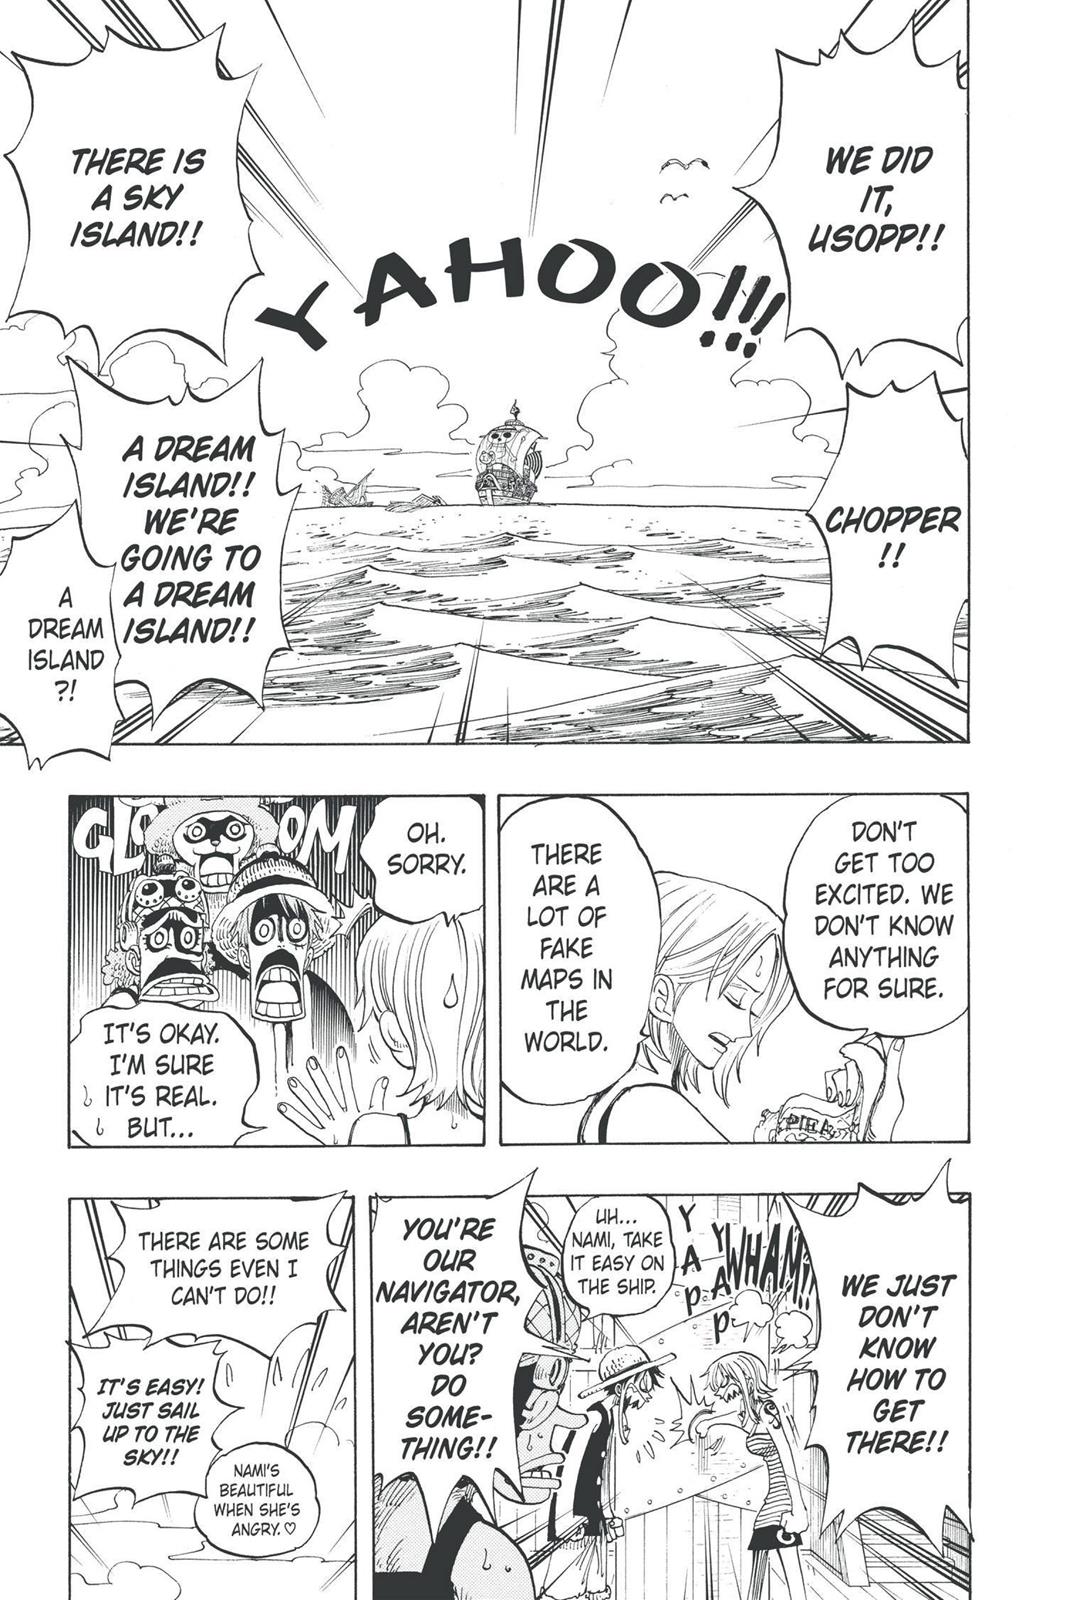 WE DID
IT,
USOPP!!
CHOPPER
!!
YAHOO!!!
THERE IS
A SKY
ISLAND!!
A DREAM
ISLAND!!
WE'RE
GOING TO
A DREAM
ISLAND!!
A
DREAM
ISLAND
?!
DON'T
GET TOO
EXCITED. WE
DON'T KNOW
ANYTHING
FOR SURE.
THERE
ARE A
LOT OF
FAKE
MAPS IN
THE
WORLD.
OH.
SORRY.
IT'S OKAY.
I'M SURE
IT'S REAL.
BUT...
WE JUST
DON'T
KNOW
HOW TO
GET
THERE!!
WHAM!!
YAP
YAP
UH...
NAMI, TAKE
IT EASY ON
THE SHIP.
YOU'RE
OUR
NAVIGATOR,
AREN'T
YOU?
DO
SOME-
THING!!
THERE ARE SOME
THINGS EVEN I
CAN'T DO!!
IT'S EASY!
JUST SAIL
UP TO THE
SKY!!
NAMI'S
BEAUTIFUL
WHEN SHE'S
ANGRY.♡